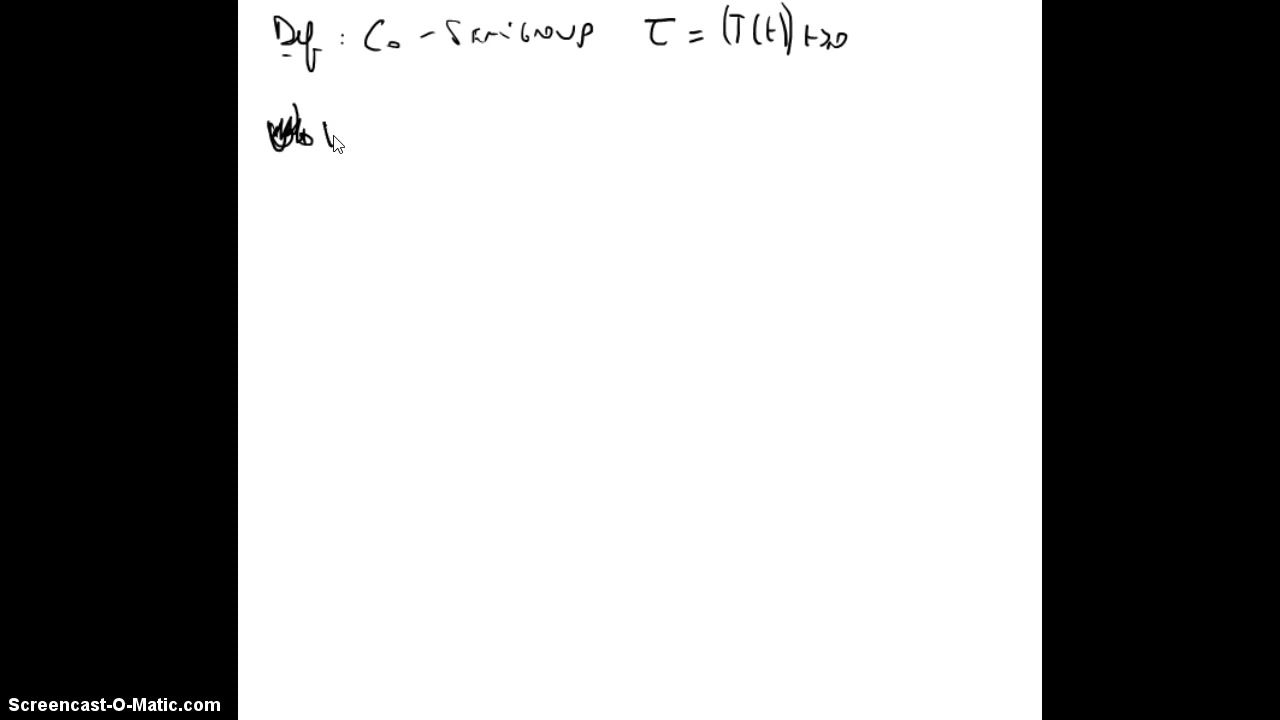 Def : C₀ - Semigroup τ = (T(t))t≥0
Screencast-O-Matic.com